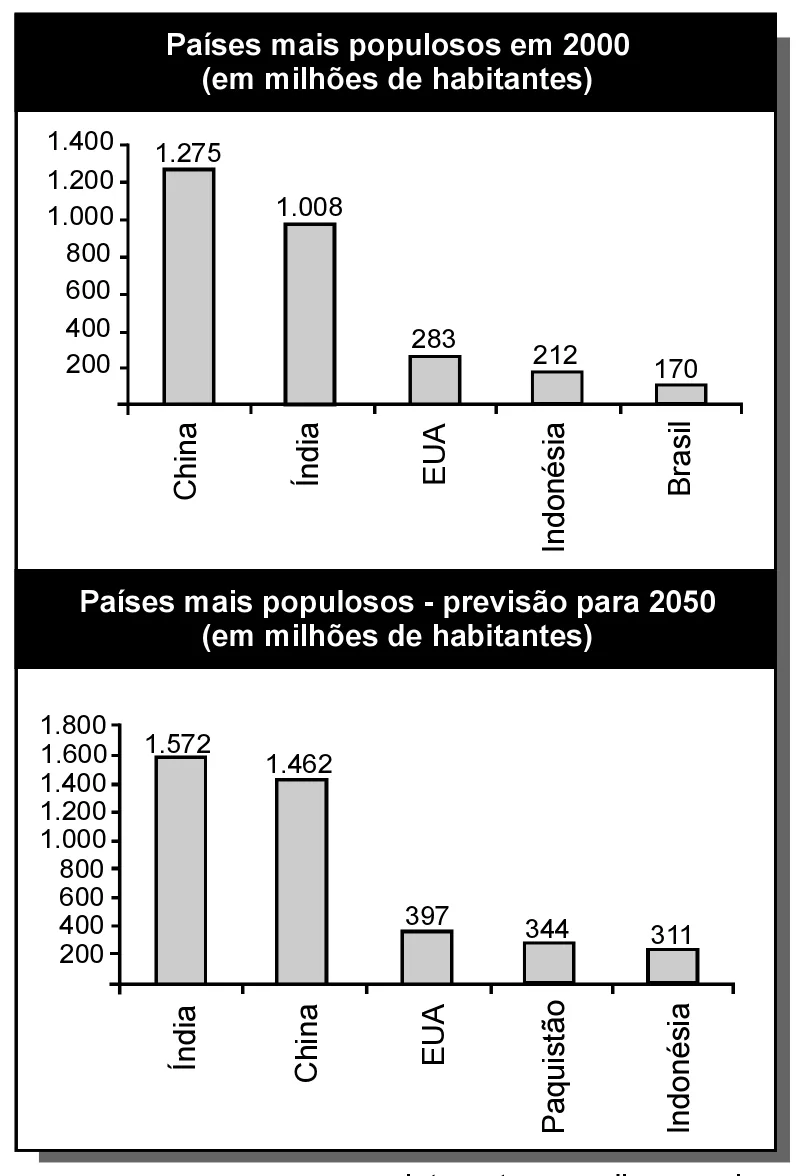 Países mais populosos em 2000
(em milhões de habitantes)
1.400
1.200
1.000
800
600
400
200
1.275
1.008
283
212
170
China
Índia
EUA
Indonésia
Brasil
Países mais populosos - previsão para 2050
(em milhões de habitantes)
1.800
1.600
1.400
1.200
1.000
800
600
400
200
1.572
1.462
397
344
311
Índia
China
EUA
Paquistão
Indonésia